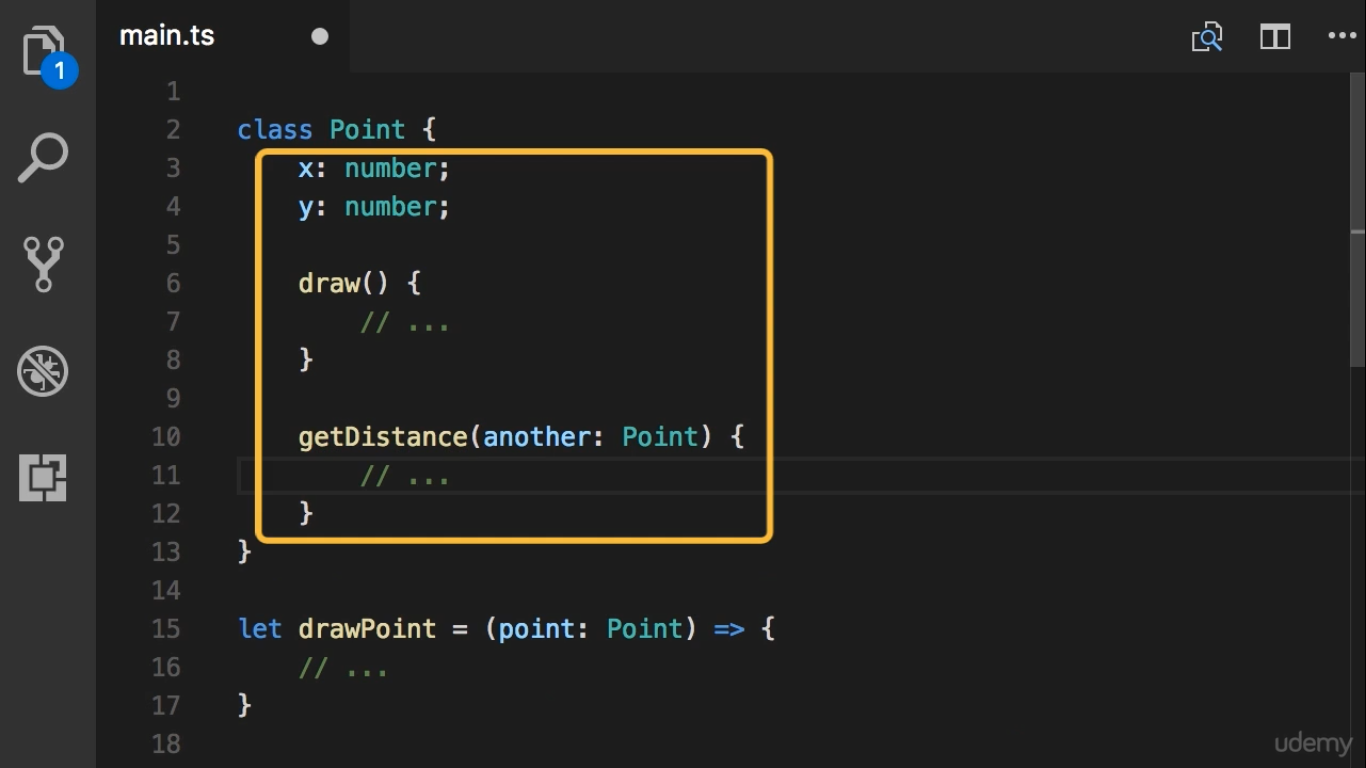 main.ts
1
1
2 class Point {
3 x: number;
4 y: number;
5
6 draw() {
7 // ...
8 }
9
10 getDistance(another: Point) {
11 // ...
12 }
13 }
14
15 let drawPoint = (point: Point) => {
16 // ...
17 }
18
udemy